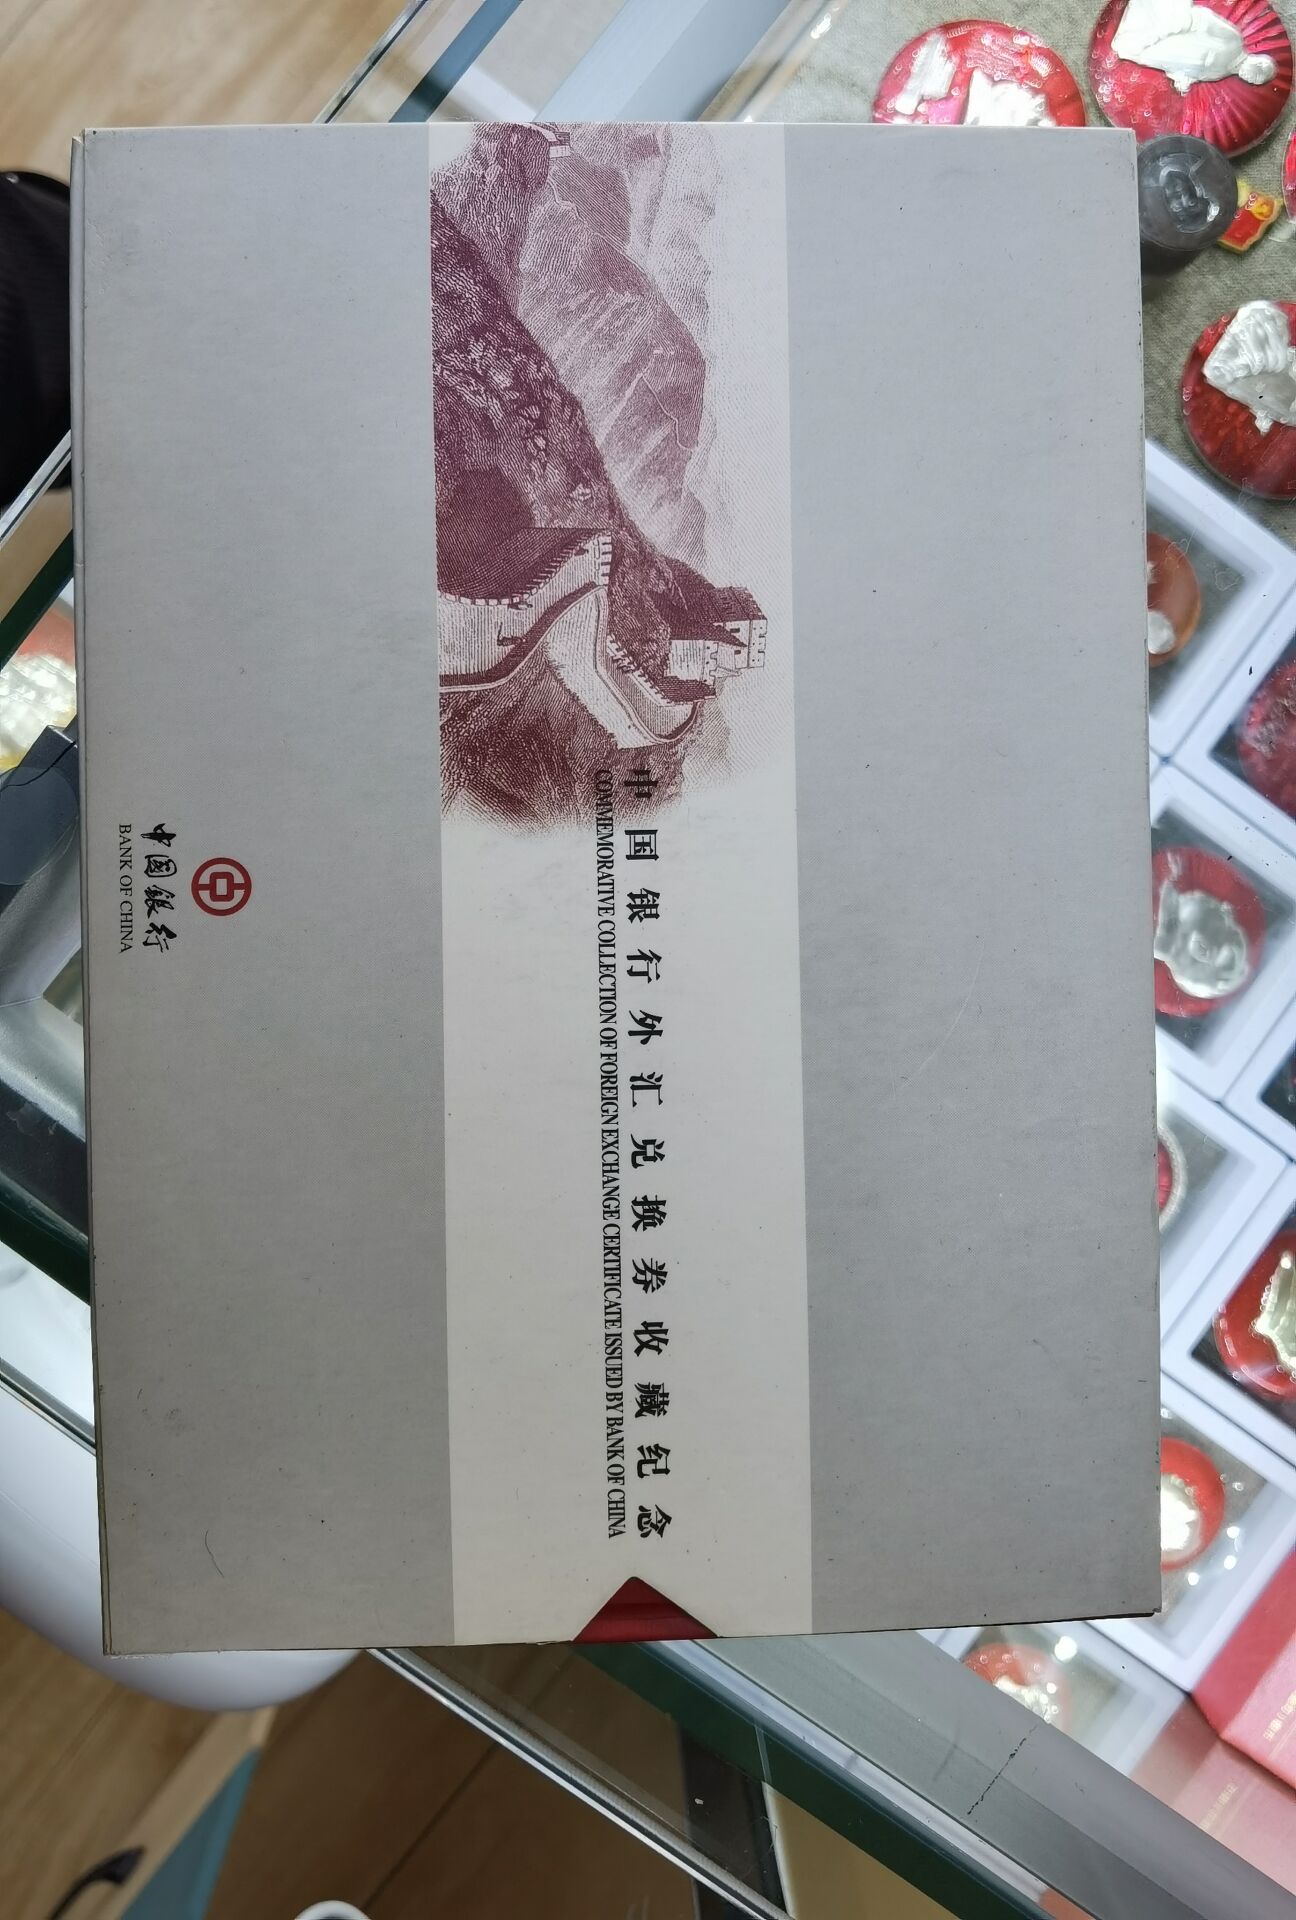 中国银行外汇兑换券收藏纪念
COMMEMORATIVE COLLECTION OF FOREIGN EXCHANGE CERTIFICATE ISSUED BY BANK OF CHINA
中国银行
BANK OF CHINA